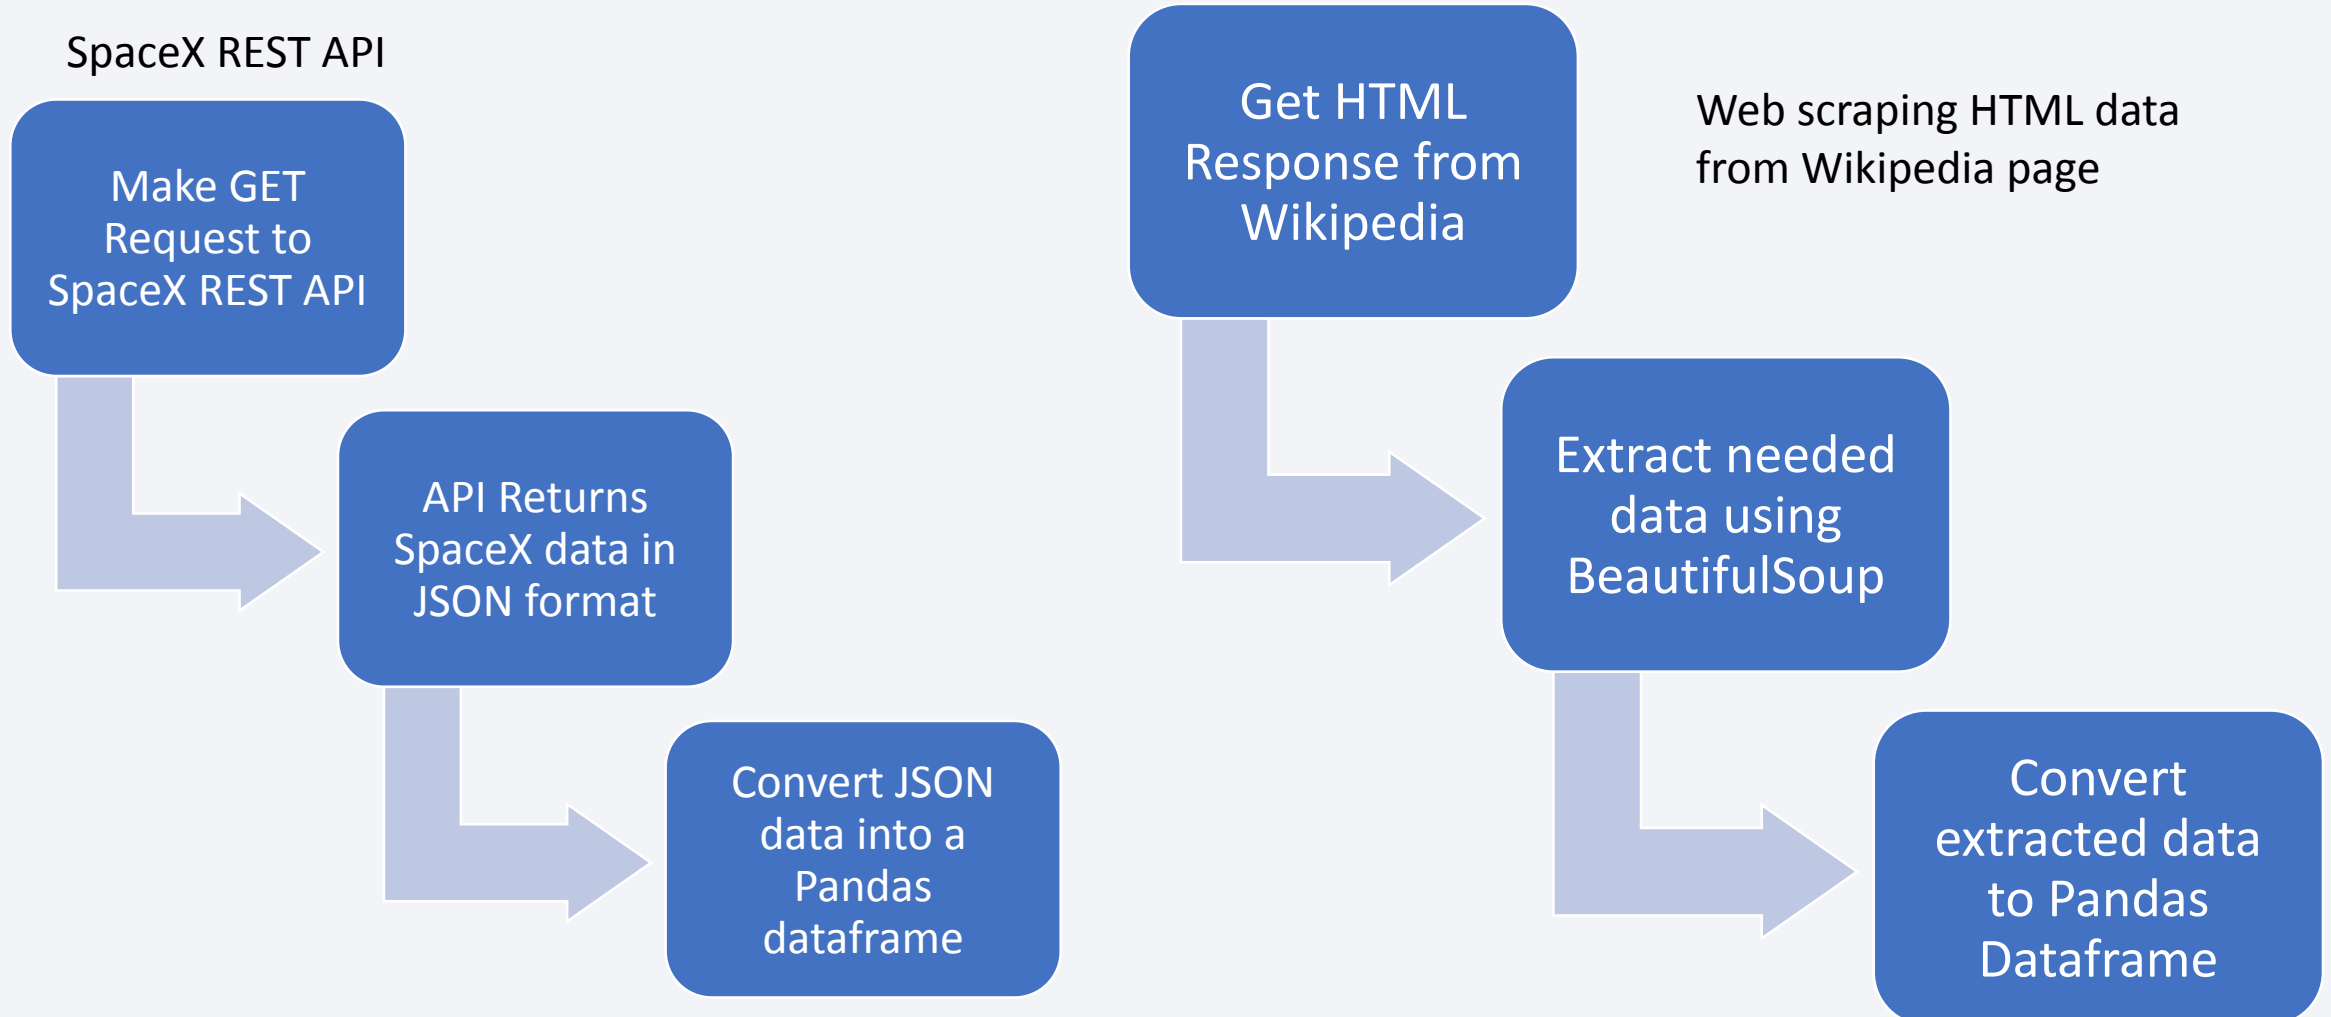 SpaceX REST API
Make GET
Request to
SpaceX REST API
API Returns
SpaceX data in
JSON format
Convert JSON
data into a
Pandas
dataframe
Get HTML
Response from
Wikipedia
Web scraping HTML data
from Wikipedia page
Extract needed
data using
BeautifulSoup
Convert
extracted data
to Pandas
Dataframe